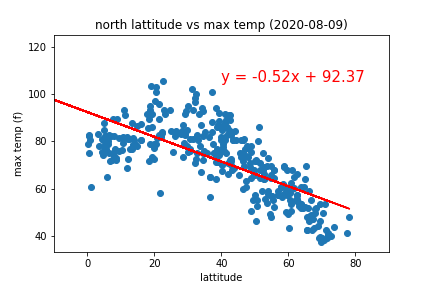 north lattitude vs max temp (2020-08-09)
120
y = -0.52x + 92.37
100
max temp (f)
80
60
40
0 20 40 60 80
lattitude